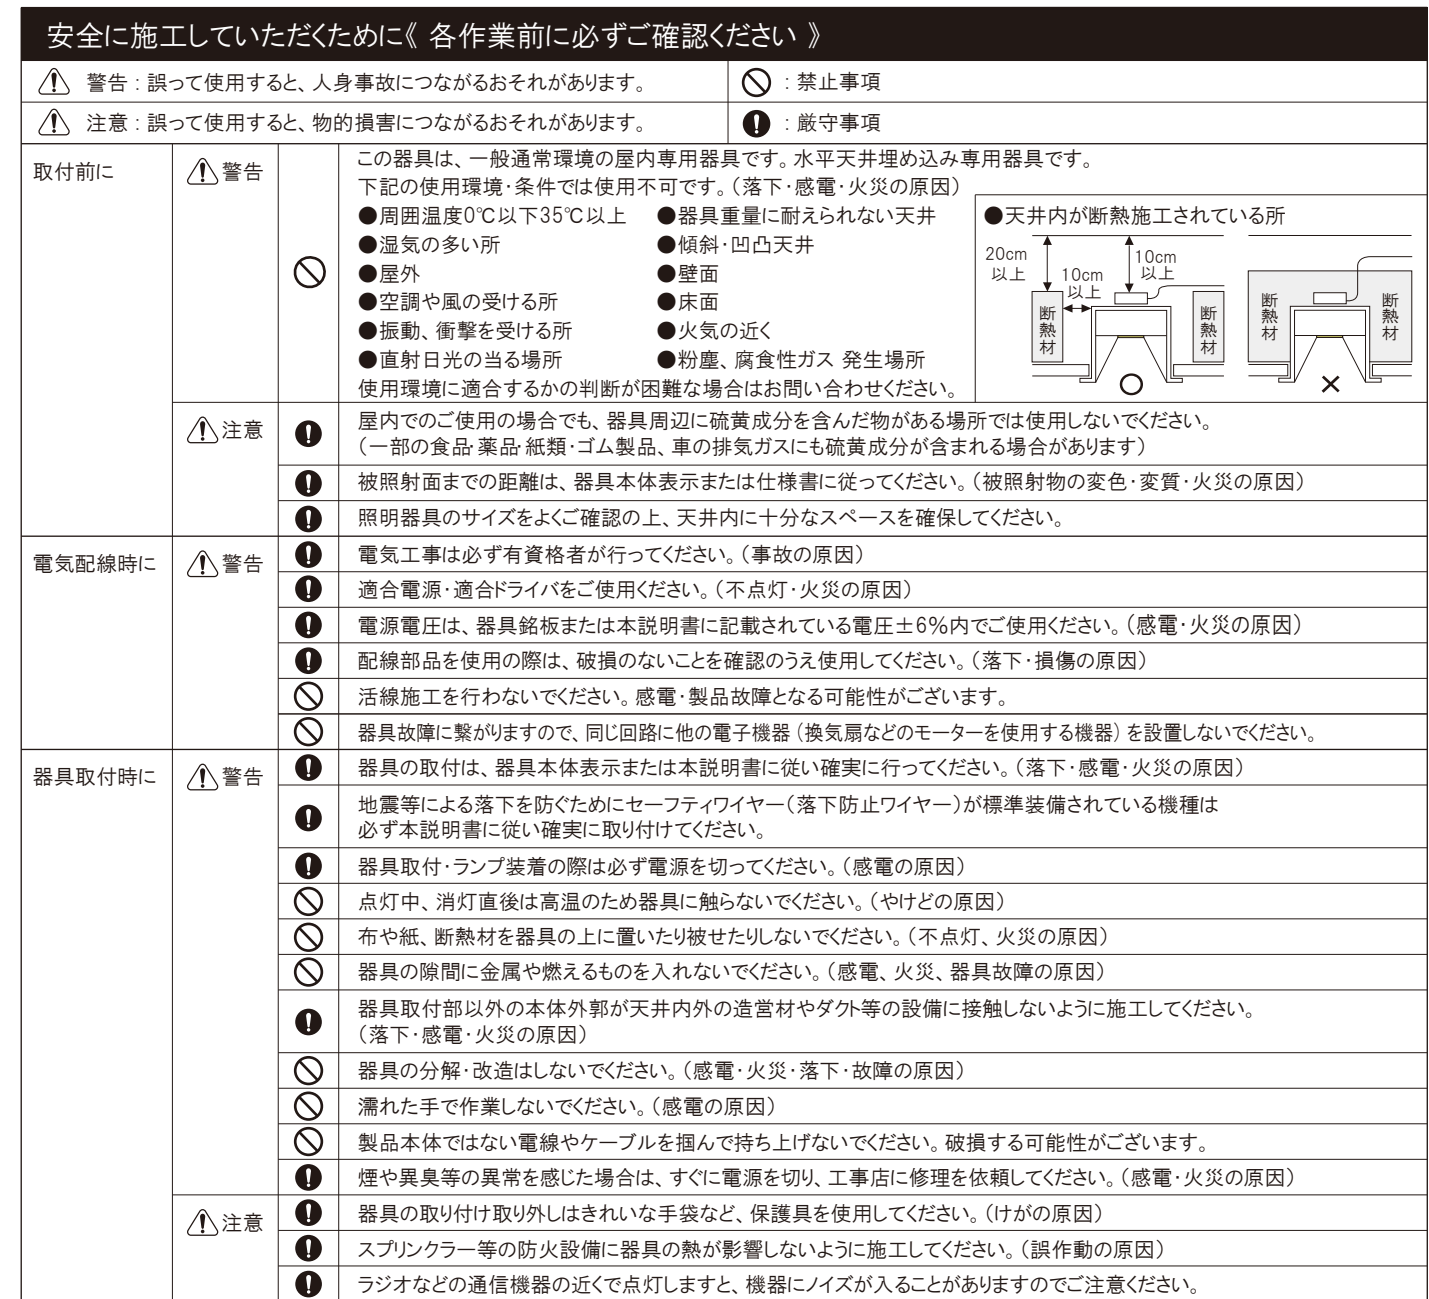 安全に施工していただくために《 各作業前に必ずご確認ください 》
警告 : 誤って使用すると、人身事故につながるおそれがあります。
: 禁止事項
注意 : 誤って使用すると、物的損害につながるおそれがあります。
: 厳守事項
取付前に
警告
この器具は、一般通常環境の屋内専用器具です。水平天井埋め込み専用器具です。
下記の使用環境・条件では使用不可です。（落下・感電・火災の原因）
●周囲温度0℃以下35℃以上
●器具重量に耐えられない天井
●湿気の多い所
●傾斜・凹凸天井
●屋外
●壁面
●空調や風の受ける所
●床面
●振動、衝撃を受ける所
●火気の近く
●直射日光の当る場所
●粉塵、腐食性ガス 発生場所
使用環境に適合するかの判断が困難な場合はお問い合わせください。
●天井内が断熱施工されている所
20cm
以上
10cm
以上
10cm
以上
断熱材
断熱材
断熱材
断熱材
注意
屋内でのご使用の場合でも、器具周辺に硫黄成分を含んだ物がある場所では使用しないでください。
（一部の食品・薬品・紙類・ゴム製品、車の排気ガスにも硫黄成分が含まれる場合があります）
被照射面までの距離は、器具本体表示または仕様書に従ってください。（被照射物の変色・変質・火災の原因）
照明器具のサイズをよくご確認の上、天井内に十分なスペースを確保してください。
電気配線時に
警告
電気工事は必ず有資格者が行ってください。（事故の原因）
適合電源・適合ドライバをご使用ください。（不点灯・火災の原因）
電源電圧は、器具銘板または本説明書に記載されている電圧±6%内でご使用ください。（感電・火災の原因）
配線部品を使用の際は、破損のないことを確認のうえ使用してください。（落下・損傷の原因）
活線施工を行わないでください。感電・製品故障となる可能性がございます。
器具故障に繋がりますので、同じ回路に他の電子機器（換気扇などのモーターを使用する機器）を設置しないでください。
器具取付時に
警告
器具の取付は、器具本体表示または本説明書に従い確実に行ってください。（落下・感電・火災の原因）
地震等による落下を防ぐためにセーフティワイヤー（落下防止ワイヤー）が標準装備されている機種は
必ず本説明書に従い確実に取り付けてください。
器具取付・ランプ装着の際は必ず電源を切ってください。（感電の原因）
点灯中、消灯直後は高温のため器具に触らないでください。（やけどの原因）
布や紙、断熱材を器具の上に置いたり被せたりしないでください。（不点灯、火災の原因）
器具の隙間に金属や燃えるものを入れないでください。（感電、火災、器具故障の原因）
器具取付部以外の本体外郭が天井内外の造営材やダクト等の設備に接触しないように施工してください。
（落下・感電・火災の原因）
器具の分解・改造はしないでください。（感電・火災・落下・故障の原因）
濡れた手で作業しないでください。（感電の原因）
製品本体ではない電線やケーブルを掴んで持ち上げないでください。破損する可能性がございます。
煙や異臭等の異常を感じた場合は、すぐに電源を切り、工事店に修理を依頼してください。（感電・火災の原因）
注意
器具の取り付け取り外しはきれいな手袋など、保護具を使用してください。（けがの原因）
スプリンクラー等の防火設備に器具の熱が影響しないように施工してください。（誤作動の原因）
ラジオなどの通信機器の近くで点灯しますと、機器にノイズが入ることがありますのでご注意ください。